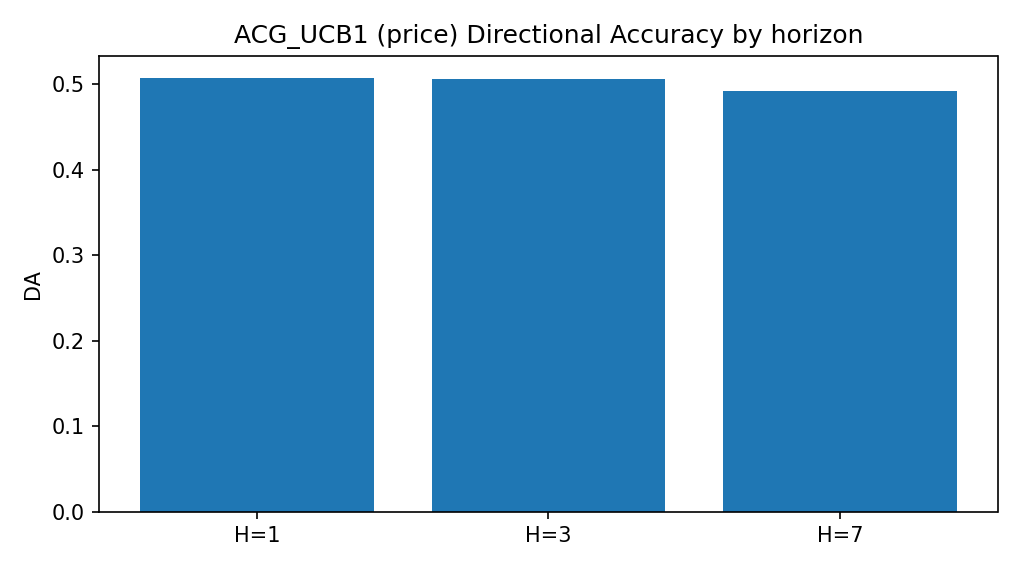 ACG_UCB1 (price) Directional Accuracy by horizon
DA
0.5
0.4
0.3
0.2
0.1
0.0
H=1
H=3
H=7